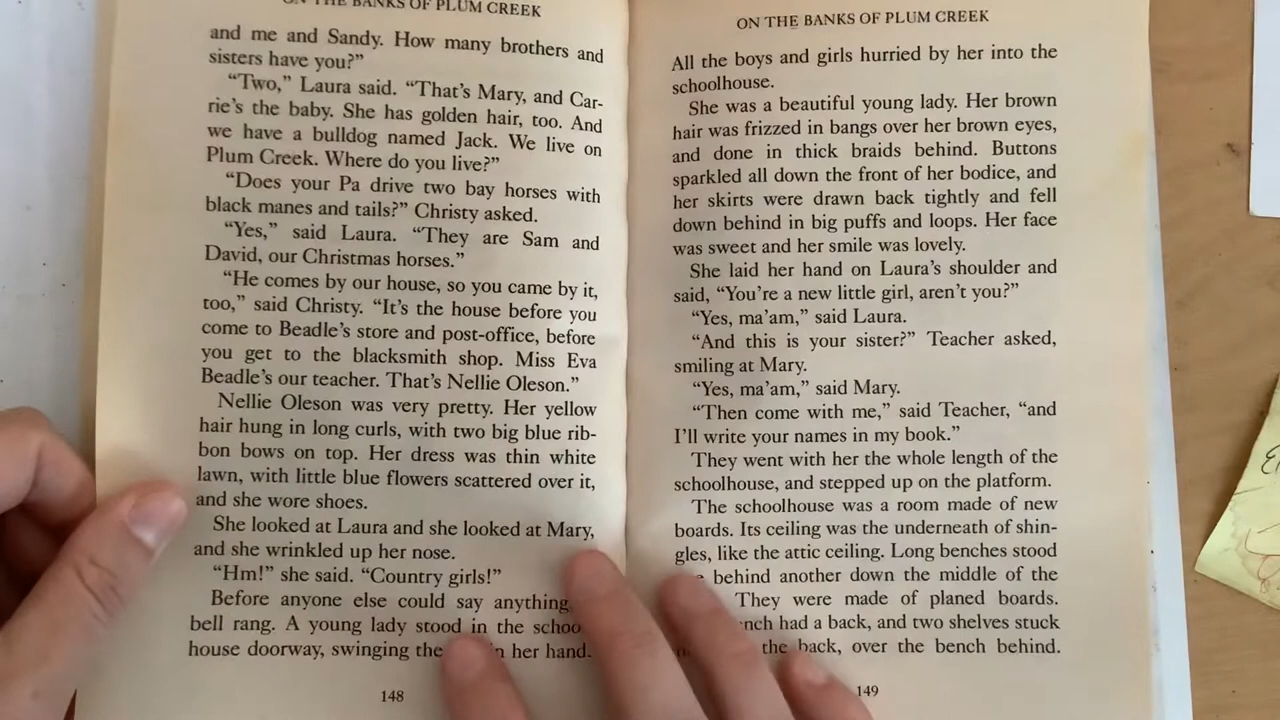 ON THE BANKS OF PLUM CREEK
and me and Sandy. How many brothers and
sisters have you?”
“Two,” Laura said. “That’s Mary, and Car-
rie’s the baby. She has golden hair, too. And
we have a bulldog named Jack. We live on
Plum Creek. Where do you live?”
“Does your Pa drive two bay horses with
black manes and tails?” Christy asked.
“Yes,” said Laura. “They are Sam and
David, our Christmas horses.”
“He comes by our house, so you came by it,
too,” said Christy. “It’s the house before you
come to Beadle’s store and post-office, before
you get to the blacksmith shop. Miss Eva
Beadle’s our teacher. That’s Nellie Oleson.”
Nellie Oleson was very pretty. Her yellow
hair hung in long curls, with two big blue rib-
bon bows on top. Her dress was thin white
lawn, with little blue flowers scattered over it,
and she wore shoes.
She looked at Laura and she looked at Mary,
and she wrinkled up her nose.
“Hm!” she said. “Country girls!”
Before anyone else could say anything
bell rang. A young lady stood in the schoo
house doorway, swinging the in her hand.
148
ON THE BANKS OF PLUM CREEK
All the boys and girls hurried by her into the
schoolhouse.
She was a beautiful young lady. Her brown
hair was frizzed in bangs over her brown eyes,
and done in thick braids behind. Buttons
sparkled all down the front of her bodice, and
her skirts were drawn back tightly and fell
down behind in big puffs and loops. Her face
was sweet and her smile was lovely.
She laid her hand on Laura’s shoulder and
said, “You’re a new little girl, aren’t you?”
“Yes, ma’am,” said Laura.
“And this is your sister?” Teacher asked,
smiling at Mary.
“Yes, ma’am,” said Mary.
“Then come with me,” said Teacher, “and
I’ll write your names in my book.”
They went with her the whole length of the
schoolhouse, and stepped up on the platform.
The schoolhouse was a room made of new
boards. Its ceiling was the underneath of shin-
gles, like the attic ceiling. Long benches stood
behind another down the middle of the
They were made of planed boards.
nch had a back, and two shelves stuck
the back, over the bench behind.
149